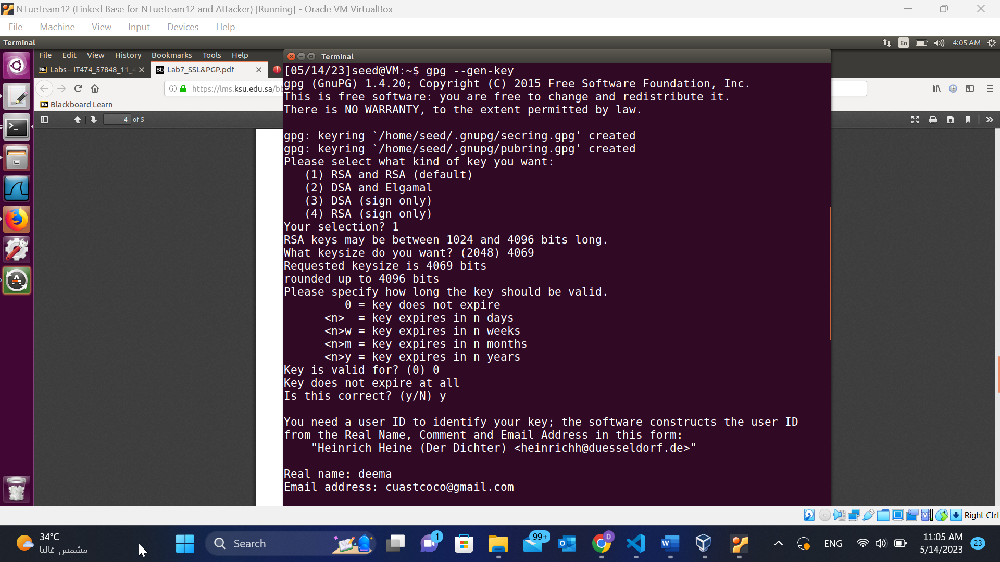 NTueTeam12 (Linked Base for NTueTeam12 and Attacker) [Running] - Oracle VM VirtualBox
File Machine View Input Devices Help
Terminal En 4:05 AM
File Edit View History Bookmarks Tools Help
Labs – IT474_57848_11_4 Lab7_SSL&PGP.pdf
https://lms.ksu.edu.sa/bb
Blackboard Learn
4 of 5
Terminal
[05/14/23]seed@VM:~$ gpg --gen-key
gpg (GnuPG) 1.4.20; Copyright (C) 2015 Free Software Foundation, Inc.
This is free software: you are free to change and redistribute it.
There is NO WARRANTY, to the extent permitted by law.
gpg: keyring `/home/seed/.gnupg/secring.gpg' created
gpg: keyring `/home/seed/.gnupg/pubring.gpg' created
Please select what kind of key you want:
(1) RSA and RSA (default)
(2) DSA and Elgamal
(3) DSA (sign only)
(4) RSA (sign only)
Your selection? 1
RSA keys may be between 1024 and 4096 bits long.
What keysize do you want? (2048) 4069
Requested keysize is 4069 bits
rounded up to 4096 bits
Please specify how long the key should be valid.
0 = key does not expire
<n> = key expires in n days
<n>w = key expires in n weeks
<n>m = key expires in n months
<n>y = key expires in n years
Key is valid for? (0) 0
Key does not expire at all
Is this correct? (y/N) y
You need a user ID to identify your key; the software constructs the user ID
from the Real Name, Comment and Email Address in this form:
"Heinrich Heine (Der Dichter) <heinrichh@duesseldorf.de>"
Real name: deema
Email address: cuastcoco@gmail.com
Right Ctrl
34°C
مشمس غالبًا
Search
1
99+
D
ENG
11:05 AM
5/14/2023
23